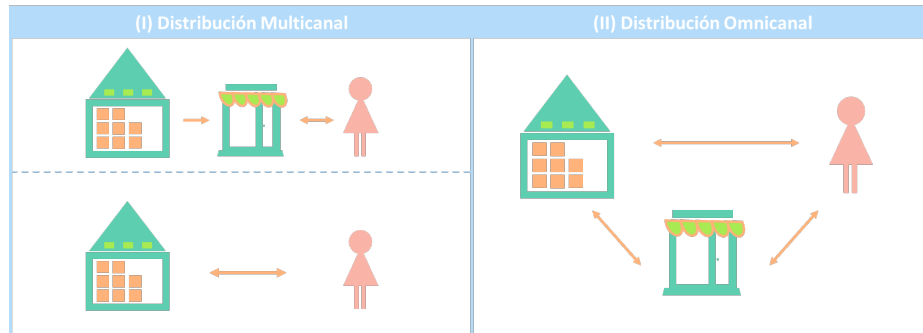 (I) Distribución Multicanal
(II) Distribución Omnicanal